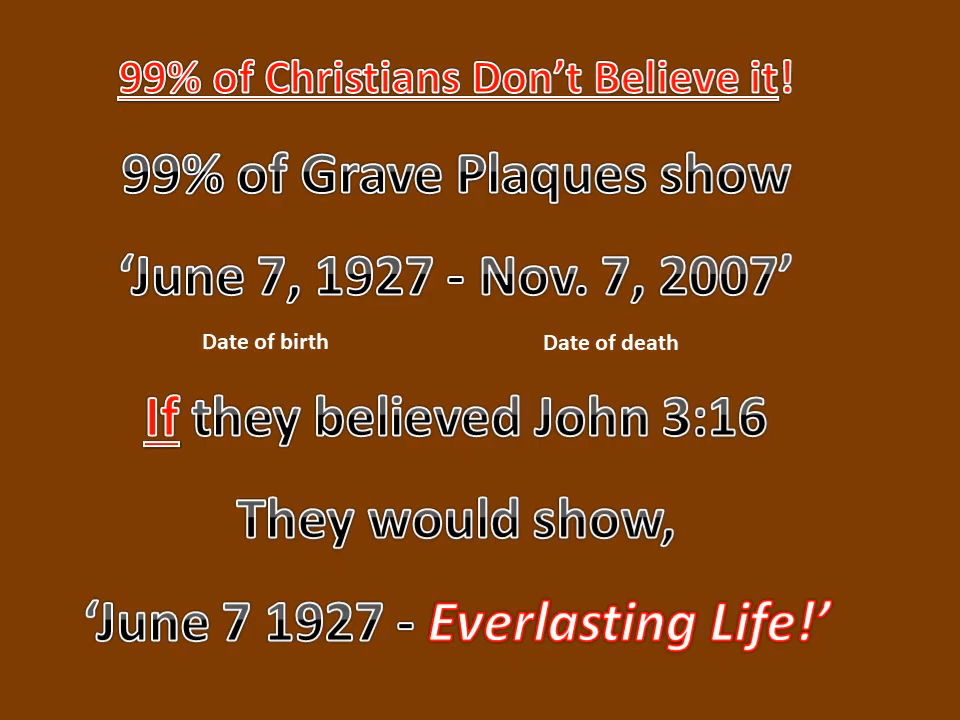 99% of Christians Don’t Believe it!
99% of Grave Plaques show
‘June 7, 1927 - Nov. 7, 2007’
Date of birth Date of death
If they believed John 3:16
They would show,
‘June 7 1927 - Everlasting Life!’